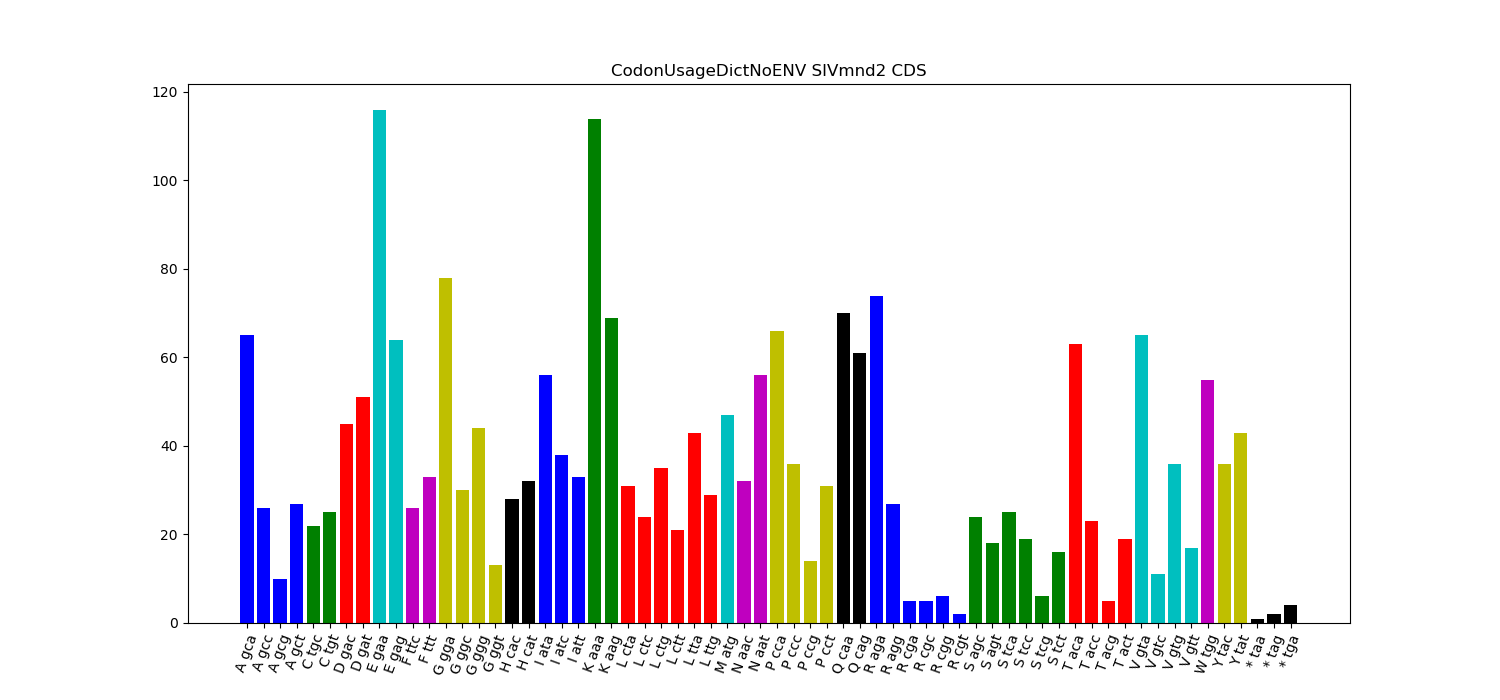 CodonUsageDictNoENV SIVmnd2 CDS
120
100
80
60
40
20
0
A gca
A gcc
A gcg
A gct
C tgc
C tgt
D gac
D gat
E gaa
E gag
F ttc
F ttt
G gga
G ggc
G ggg
G ggt
H cac
H cat
I ata
I atc
I att
K aaa
K aag
L cta
L ctc
L ctg
L ctt
L tta
L ttg
M atg
N aac
N aat
P cca
P ccc
P ccg
P cct
Q caa
Q cag
R aga
R agg
R cga
R cgc
R cgg
R cgt
S agc
S agt
S tca
S tcc
S tcg
S tct
T aca
T acc
T acg
T act
V gta
V gtc
V gtg
V gtt
W tgg
Y tac
Y tat
* taa
* tag
* tga